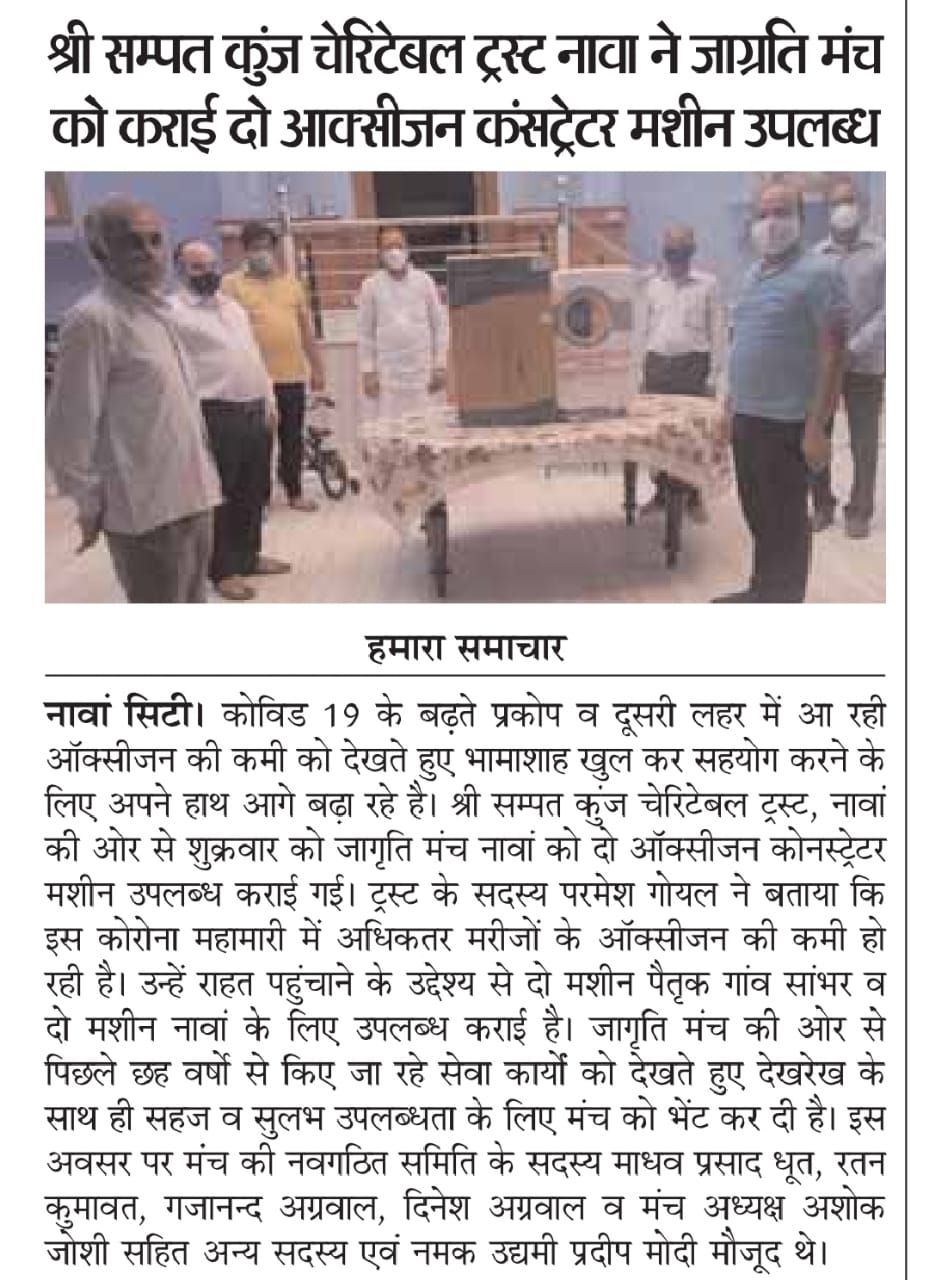 श्री सम्पत कुंज चेरिटेबल ट्रस्ट नावा ने जाग्रति मंच
को कराई दो आक्सीजन कंसट्रेटर मशीन उपलब्ध
हमारा समाचार
नावां सिटी। कोविड 19 के बढ़ते प्रकोप व दूसरी लहर में आ रही
ऑक्सीजन की कमी को देखते हुए भामाशाह खुल कर सहयोग करने के
लिए अपने हाथ आगे बढ़ा रहे है। श्री सम्पत कुंज चेरिटेबल ट्रस्ट, नावां
की ओर से शुक्रवार को जागृति मंच नावां को दो ऑक्सीजन कोनस्ट्रेटर
मशीन उपलब्ध कराई गई। ट्रस्ट के सदस्य परमेश गोयल ने बताया कि
इस कोरोना महामारी में अधिकतर मरीजों के ऑक्सीजन की कमी हो
रही है। उन्हें राहत पहुंचाने के उद्देश्य से दो मशीन पैतृक गांव सांभर व
दो मशीन नावां के लिए उपलब्ध कराई है। जागृति मंच की ओर से
पिछले छह वर्षो से किए जा रहे सेवा कार्यो को देखते हुए देखरेख के
साथ ही सहज व सुलभ उपलब्धता के लिए मंच को भेंट कर दी है। इस
अवसर पर मंच की नवगठित समिति के सदस्य माधव प्रसाद धूत, रतन
कुमावत, गजानन्द अग्रवाल, दिनेश अग्रवाल व मंच अध्यक्ष अशोक
जोशी सहित अन्य सदस्य एवं नमक उद्यमी प्रदीप मोदी मौजूद थे।